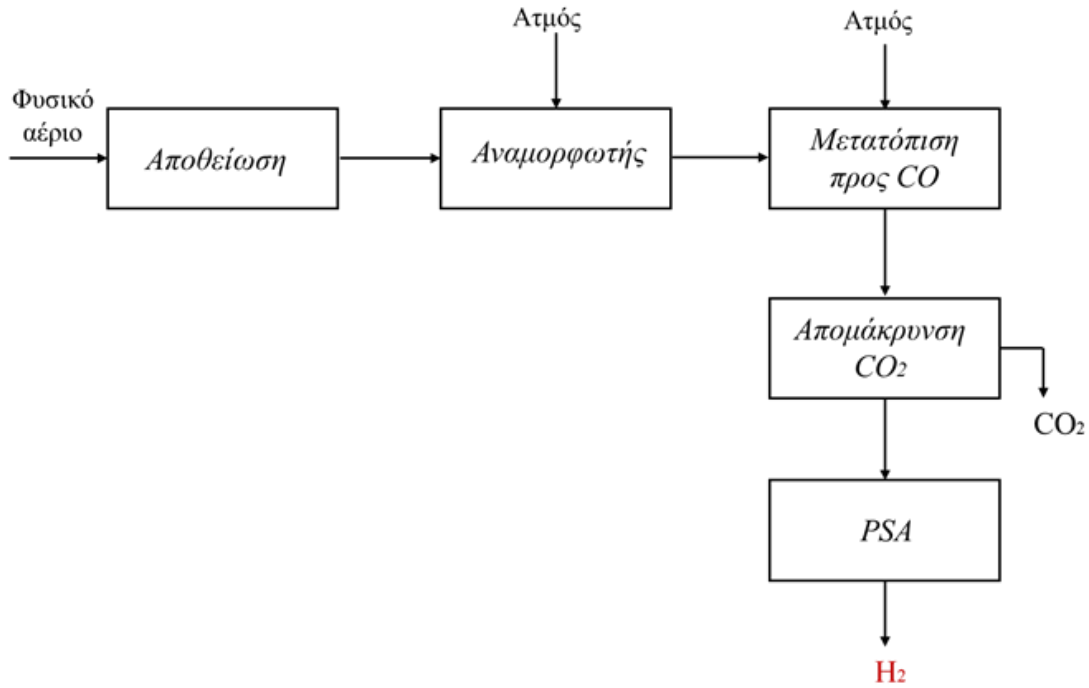 Ατμός
Ατμός
Φυσικό
αέριο
Αποθείωση
Αναμορφωτής
Μετατόπιση
προς CO
Απομάκρυνση
CO₂
CO₂
PSA
H₂